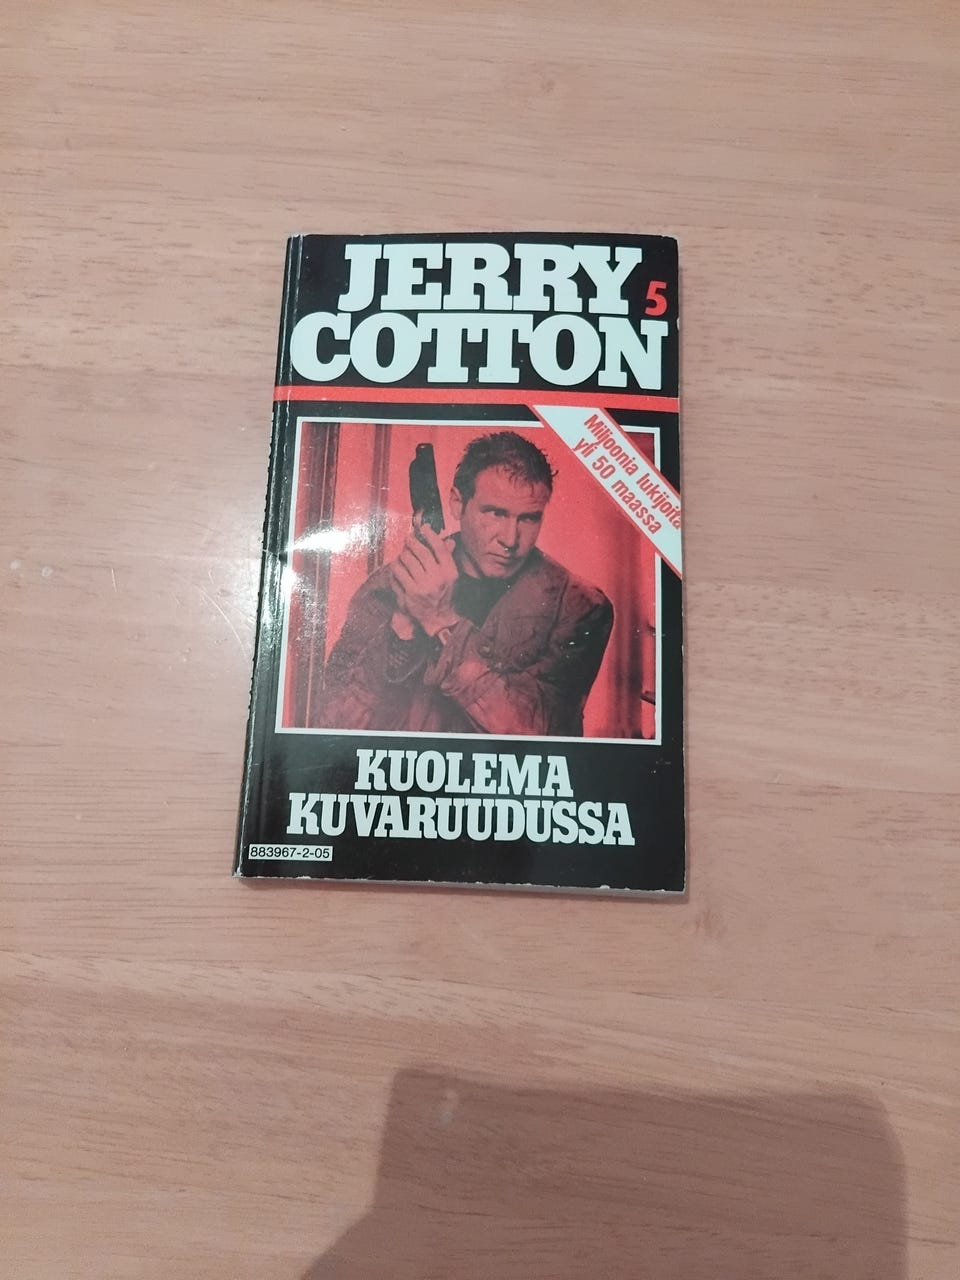 JERRY
5
COTTON
Miljoonia lukijoita
yli 50 maassa
KUOLEMA
KUVARUUDUSSA
883967-2-05